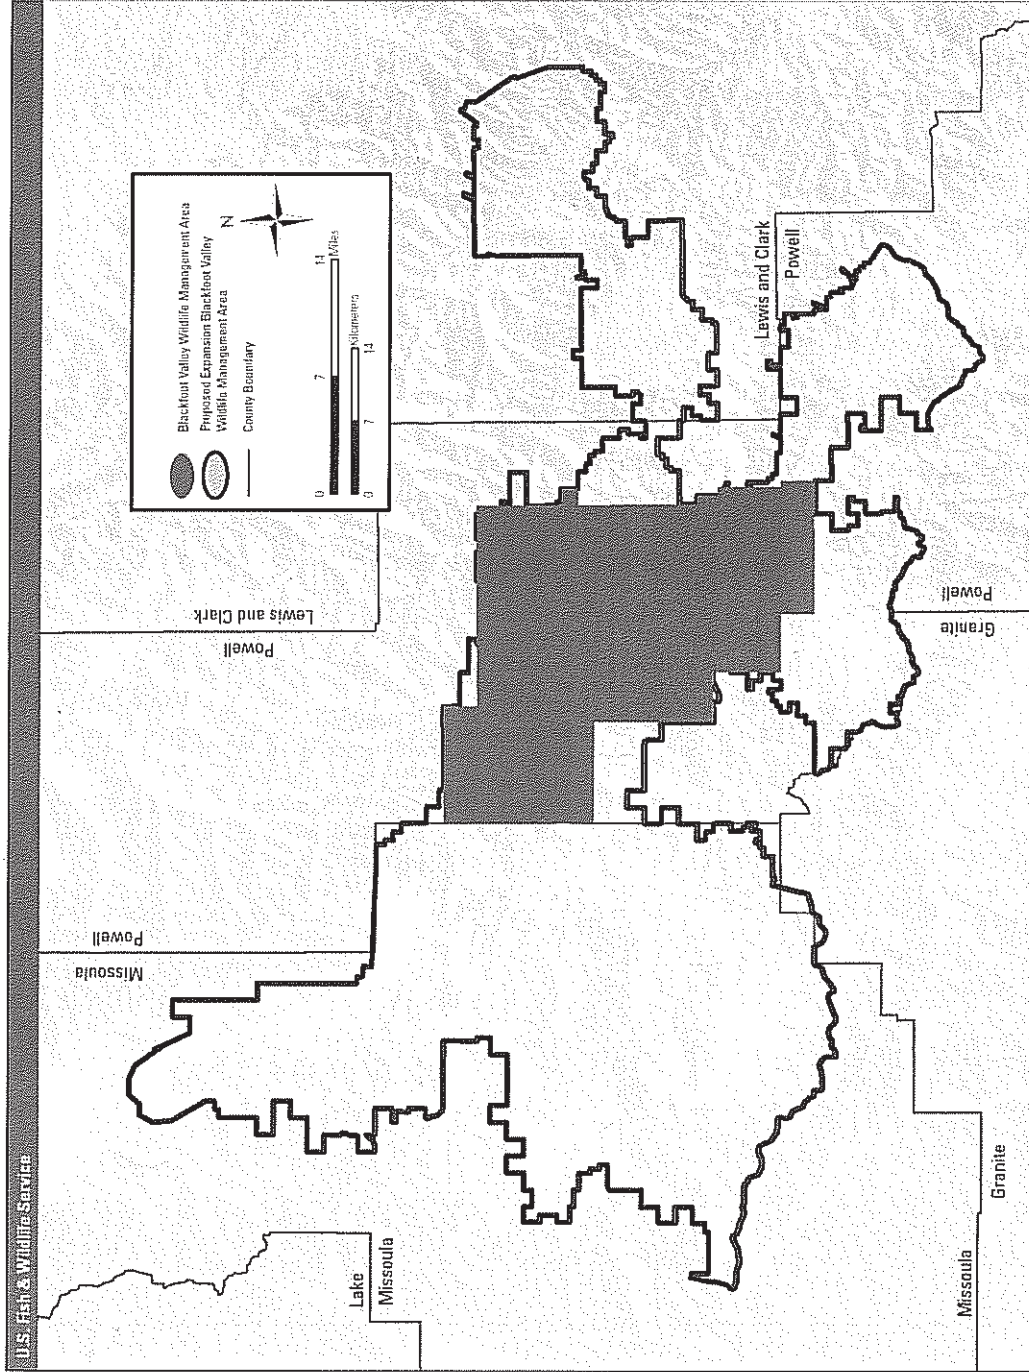 U.S. Fish & Wildlife Service
Blackfoot Valley Wildlife Management Area
Proposed Expansion Blackfoot Valley
Wildlife Management Area
County Boundary
N
0 7 14
Miles
Kilometers
0 7 14
Lake
Missoula
Missoula
Powell
Powell
Lewis and Clark
Lewis and Clark
Powell
Granite
Powell
Missoula
Granite